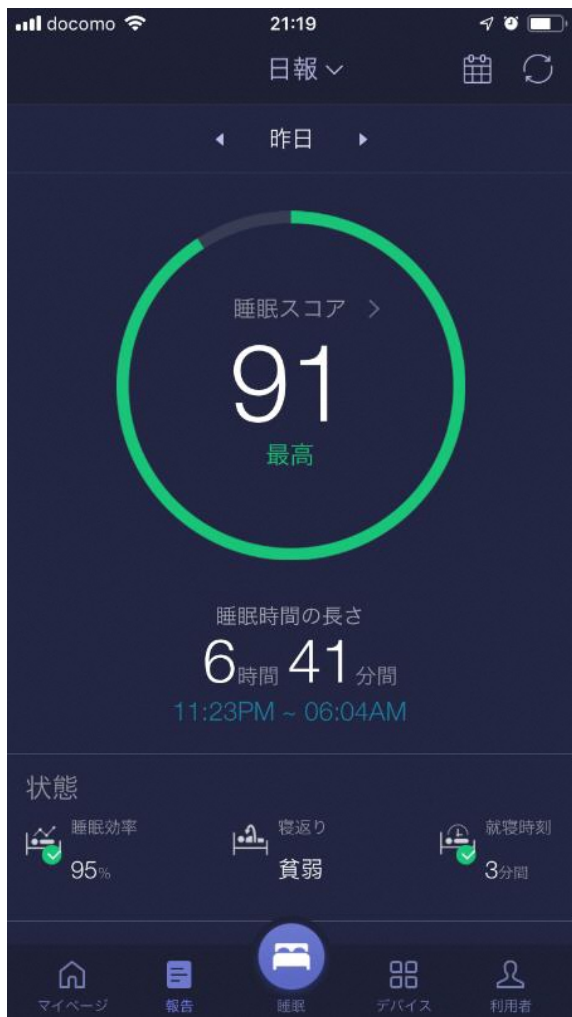 docomo 21:19
日報
昨日
睡眠スコア
91
最高
睡眠時間の長さ
6時間 41分間
11:23PM ~ 06:04AM
状態
睡眠効率 寝返り 就寝時刻
95% 貧弱 3分間
マイページ 報告 睡眠 デバイス 利用者